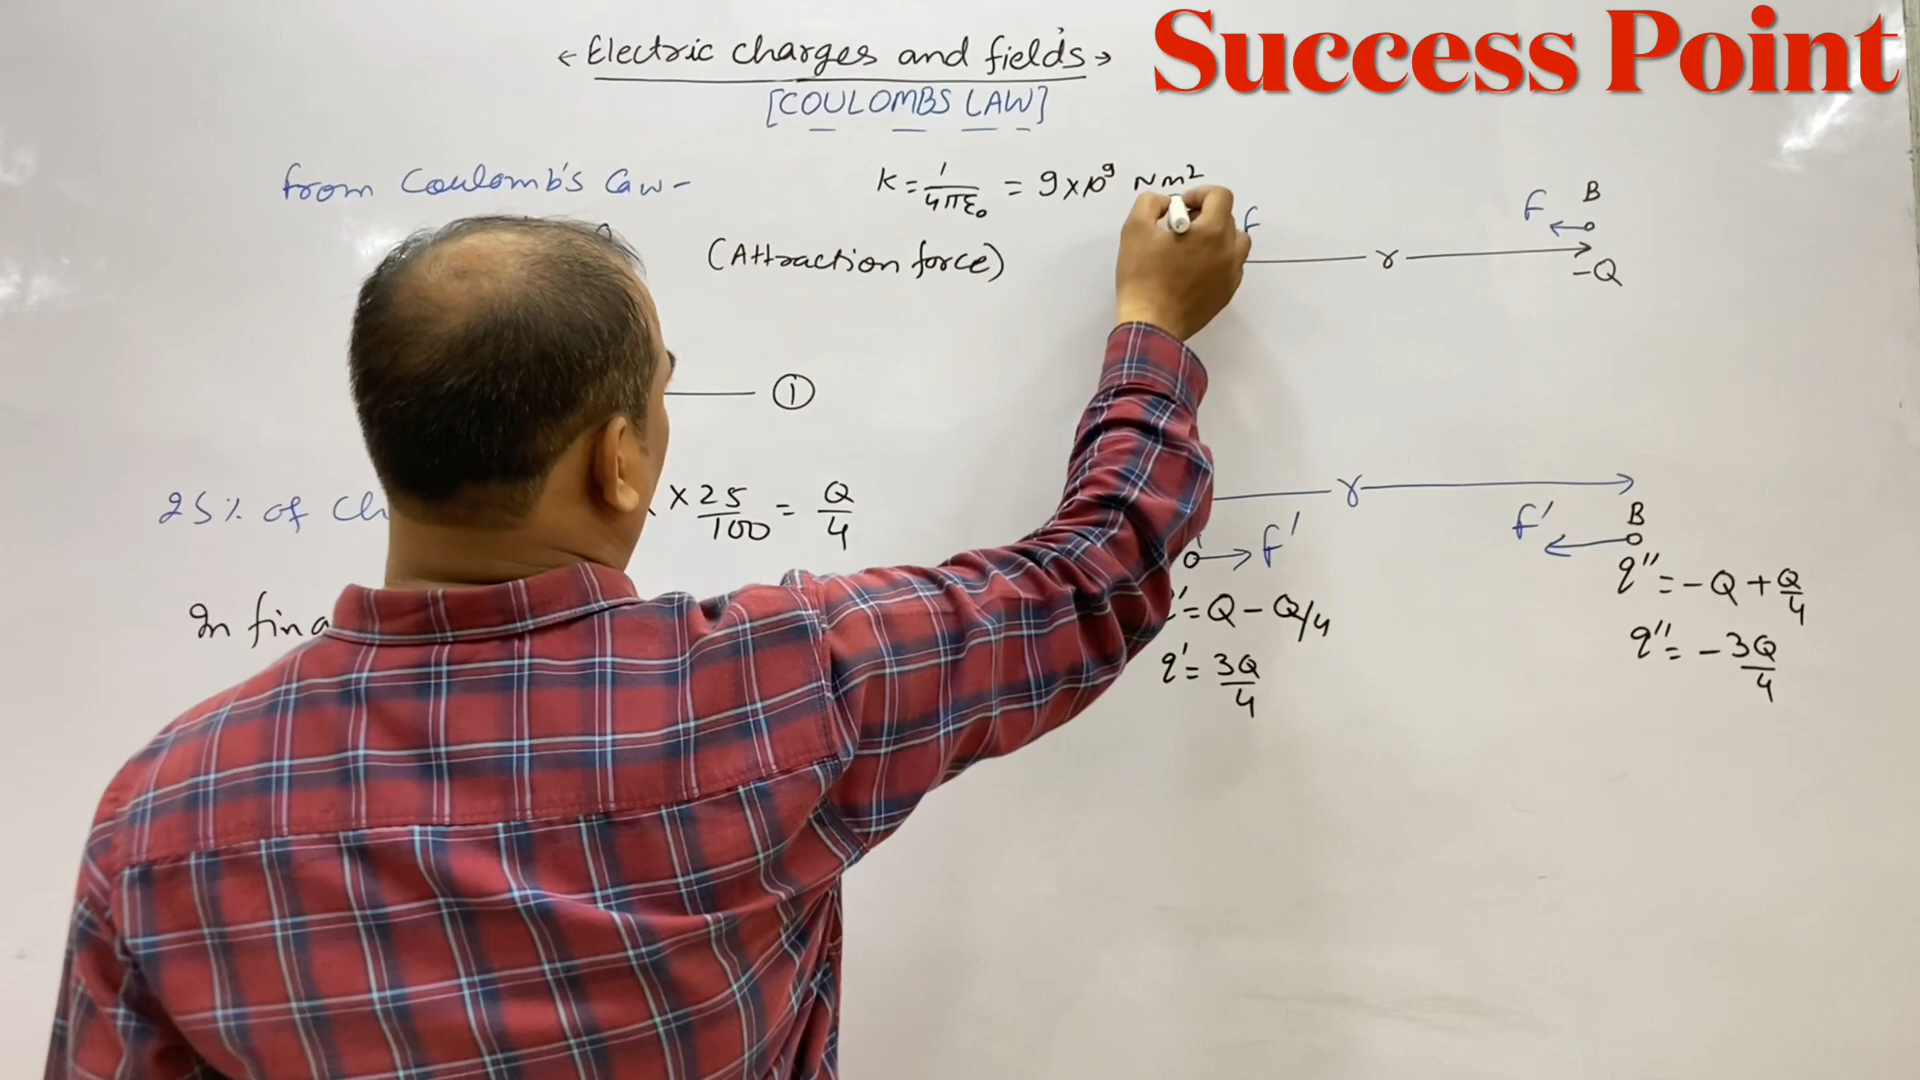 Success Point
← Electric charges and fields →
[COULOMBS LAW]
from Coulomb's Law-
K = 1/4πε₀ = 9×10⁹ Nm²
(Attraction force)
F
F B
r
-Q
①
25% of Ch
× 25/100 = Q/4
r
F'
F' B
q'' = -Q + Q/4
q'' = - 3Q/4
In fina
'= Q - Q/4
q' = 3Q/4